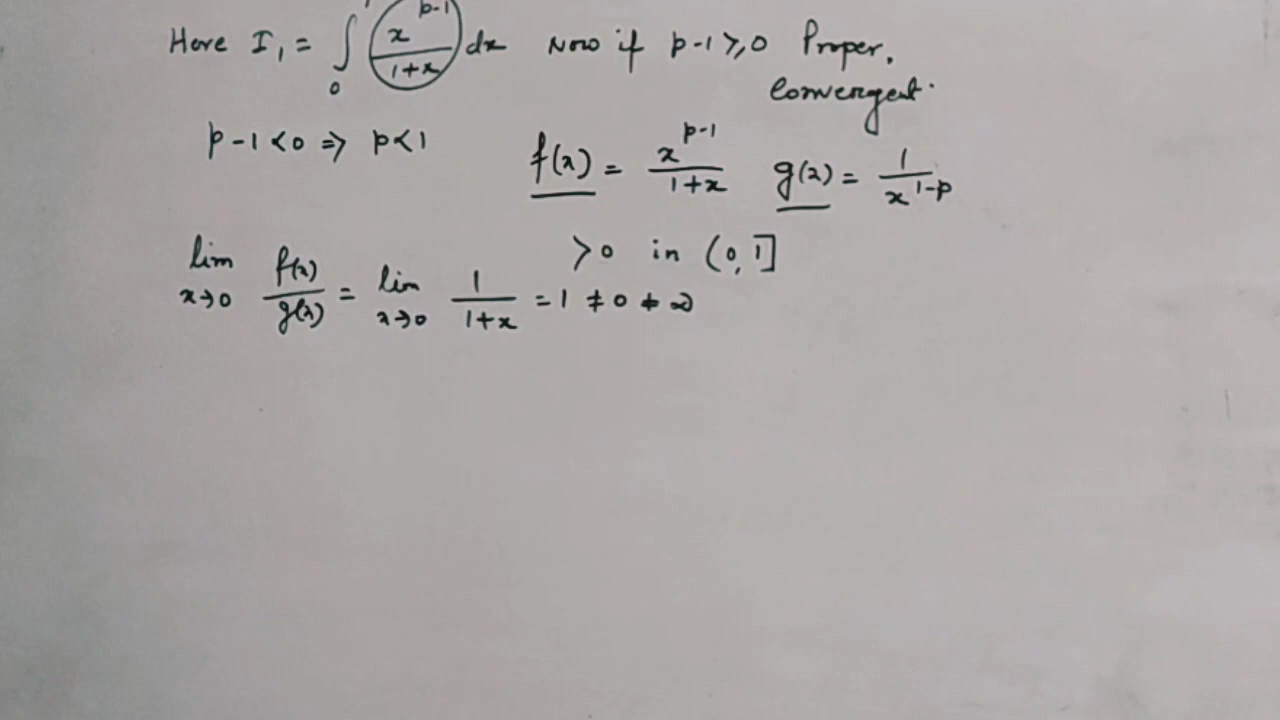 Here I₁ = ∫₀¹ (x^(p-1)/(1+x)) dx Now if p-1 ≥ 0 Proper.
Convergent.
p-1 < 0 ⇒ p < 1 f(x) = x^(p-1)/(1+x) g(x) = 1/x^(1-p)
> 0 in (0, 1]
lim x→0 f(x)/g(x) = lim x→0 1/(1+x) = 1 ≠ 0 ≠ ∞